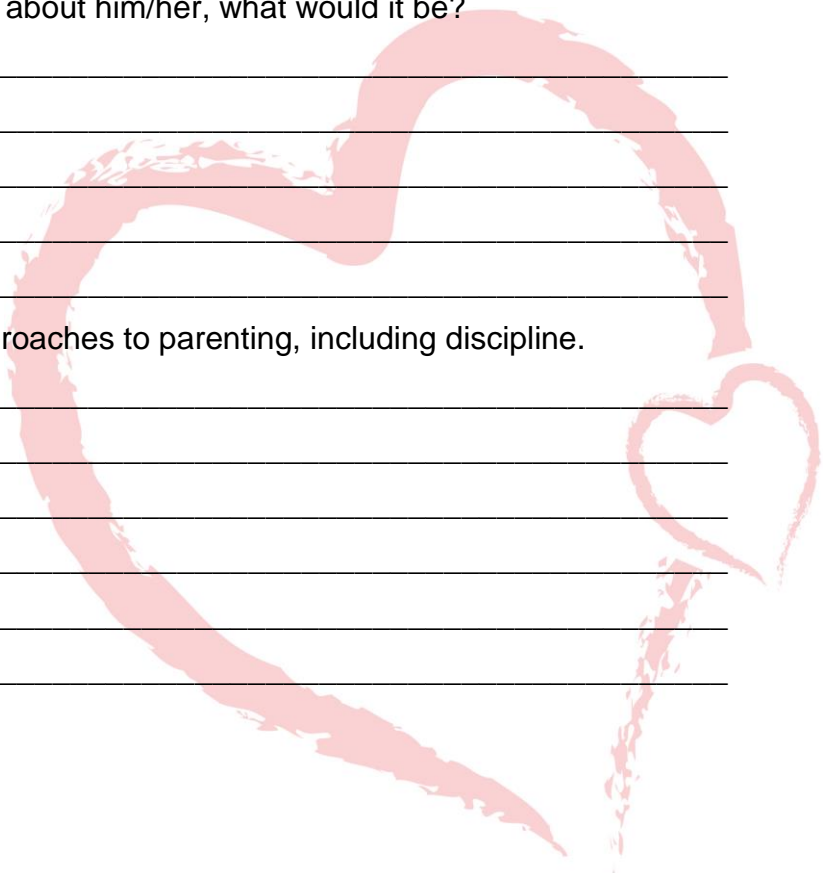 about him/her, what would it be?
roaches to parenting, including discipline.